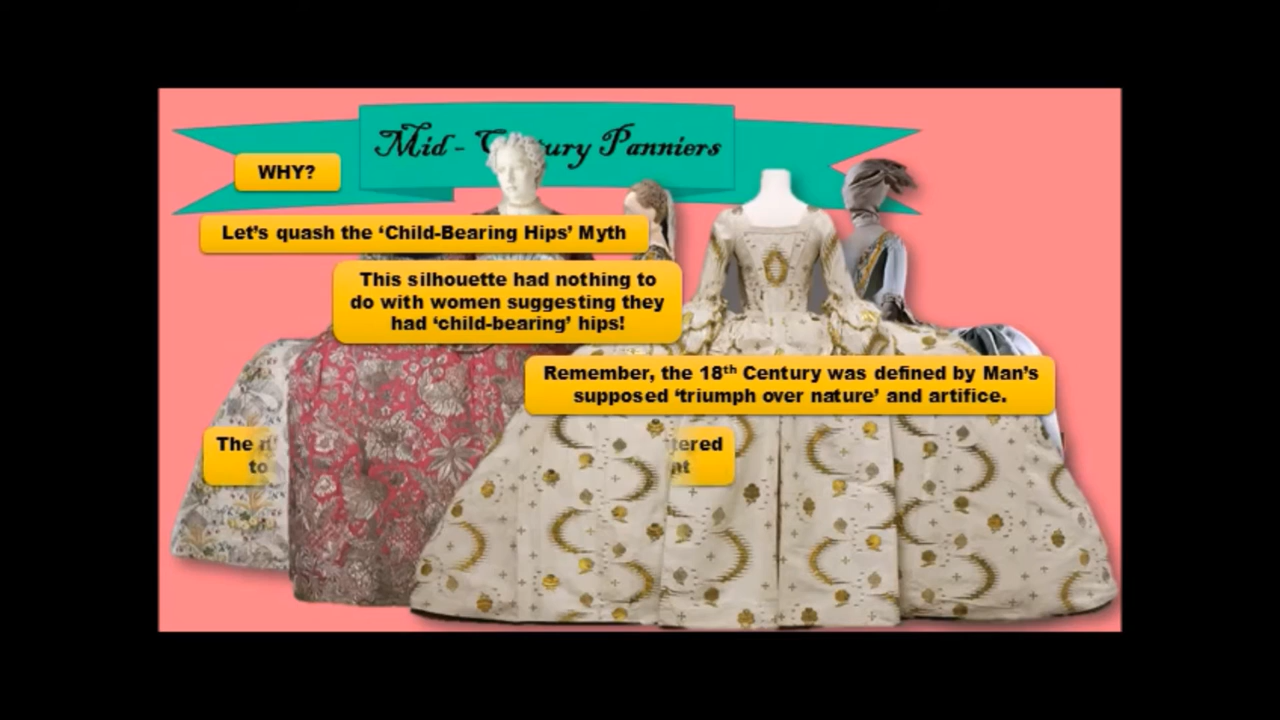 Mid - Century Panniers
WHY?
Let’s quash the ‘Child-Bearing Hips’ Myth
This silhouette had nothing to
do with women suggesting they
had ‘child-bearing’ hips!
Remember, the 18th Century was defined by Man’s
supposed ‘triumph over nature’ and artifice.
The
to